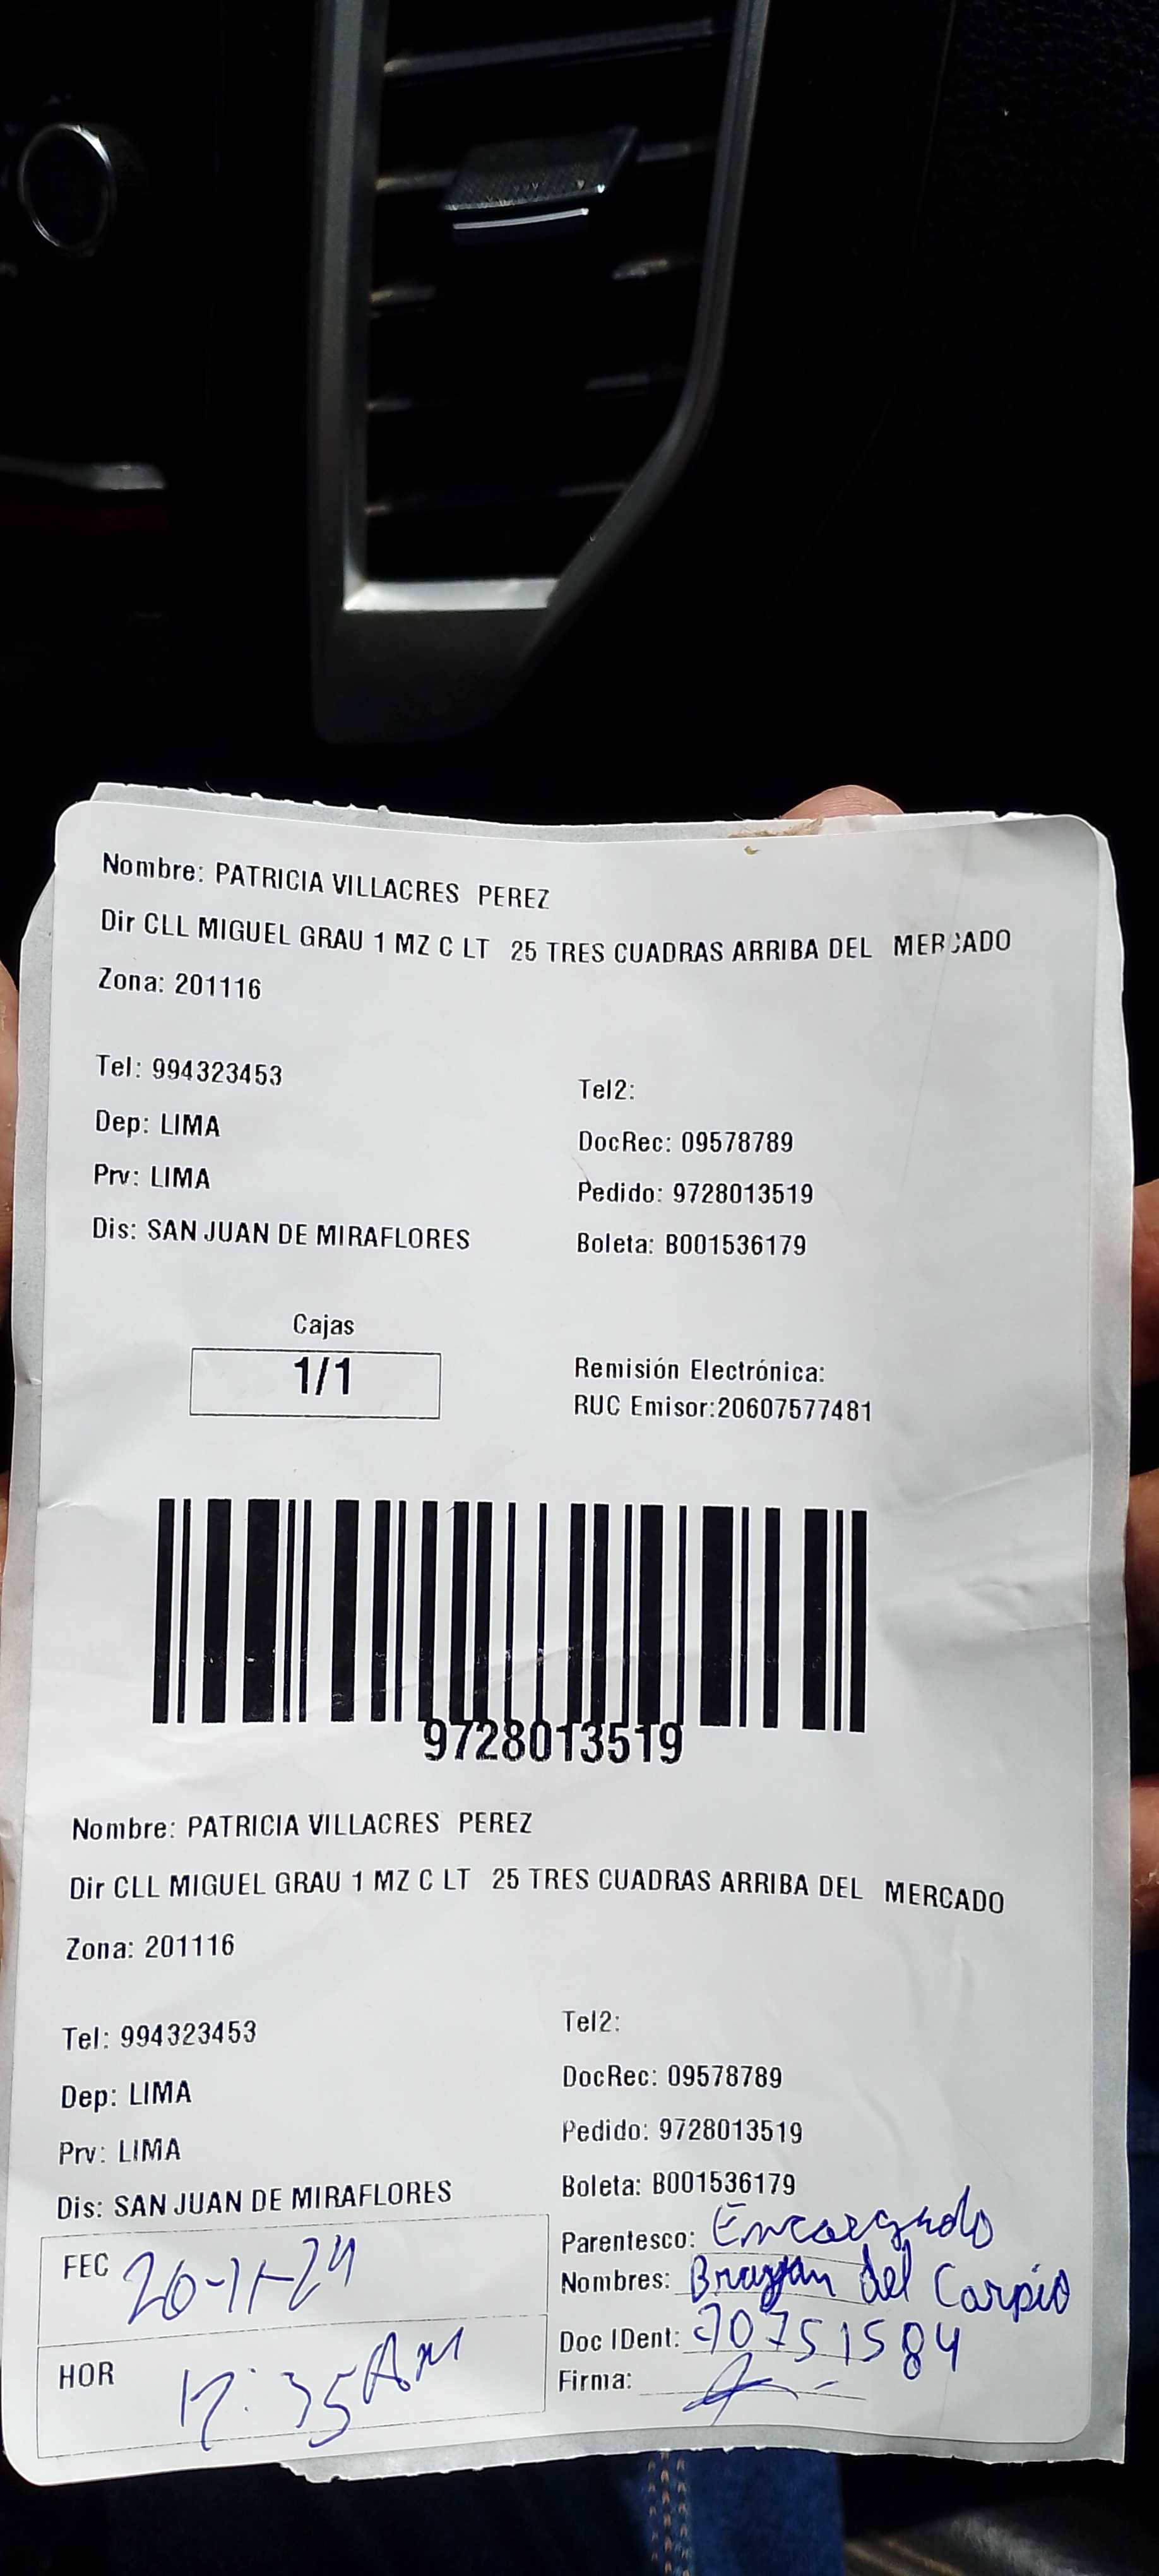 Nombre: PATRICIA VILLACRES PEREZ
Dir CLL MIGUEL GRAU 1 MZ C LT 25 TRES CUADRAS ARRIBA DEL MERCADO
Zona: 201116
Tel: 994323453
Tel2:
Dep: LIMA
DocRec: 09578789
Prv: LIMA
Pedido: 9728013519
Dis: SAN JUAN DE MIRAFLORES
Boleta: B001536179
Cajas
1/1
Remisión Electrónica:
RUC Emisor:20607577481
9728013519
Nombre: PATRICIA VILLACRES PEREZ
Dir CLL MIGUEL GRAU 1 MZ C LT 25 TRES CUADRAS ARRIBA DEL MERCADO
Zona: 201116
Tel: 994323453
Tel2:
Dep: LIMA
DocRec: 09578789
Prv: LIMA
Pedido: 9728013519
Dis: SAN JUAN DE MIRAFLORES
Boleta: B001536179
Parentesco: Encargado
FEC 26-11-24
Nombres: Brayan del Carpio
Doc IDent: 70751584
HOR :35 AM
Firma: